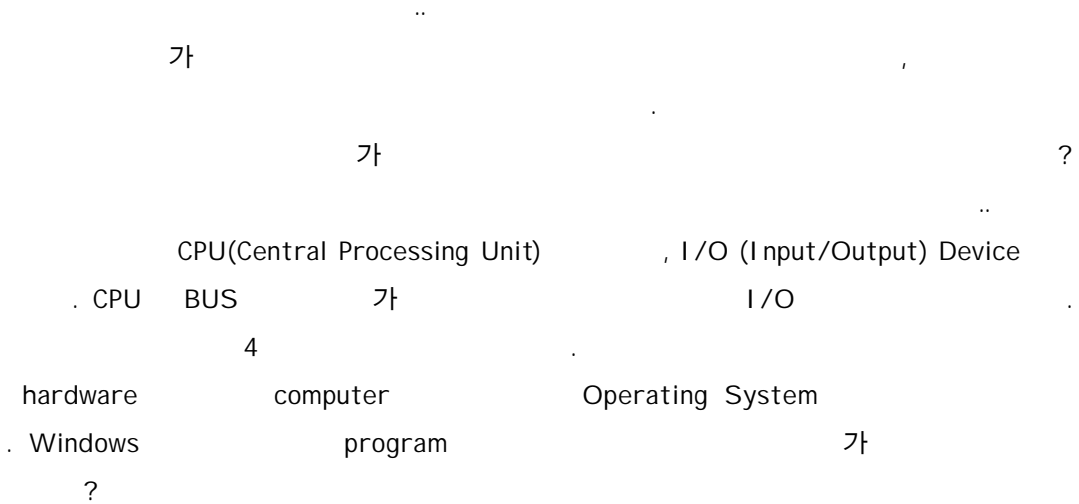 ..
가 ,
.
가 ?
..
CPU(Central Processing Unit) , I/O (Input/Output) Device
. CPU BUS 가 I/O .
4 .
hardware computer Operating System
. Windows program 가
?